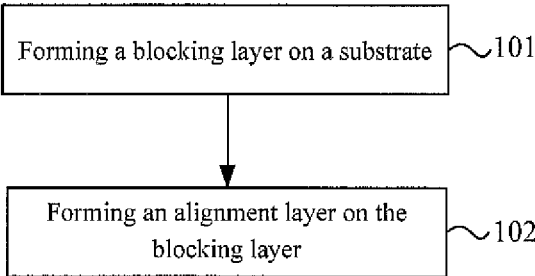 Forming a blocking layer on a substrate
101
Forming an alignment layer on the
blocking layer
102